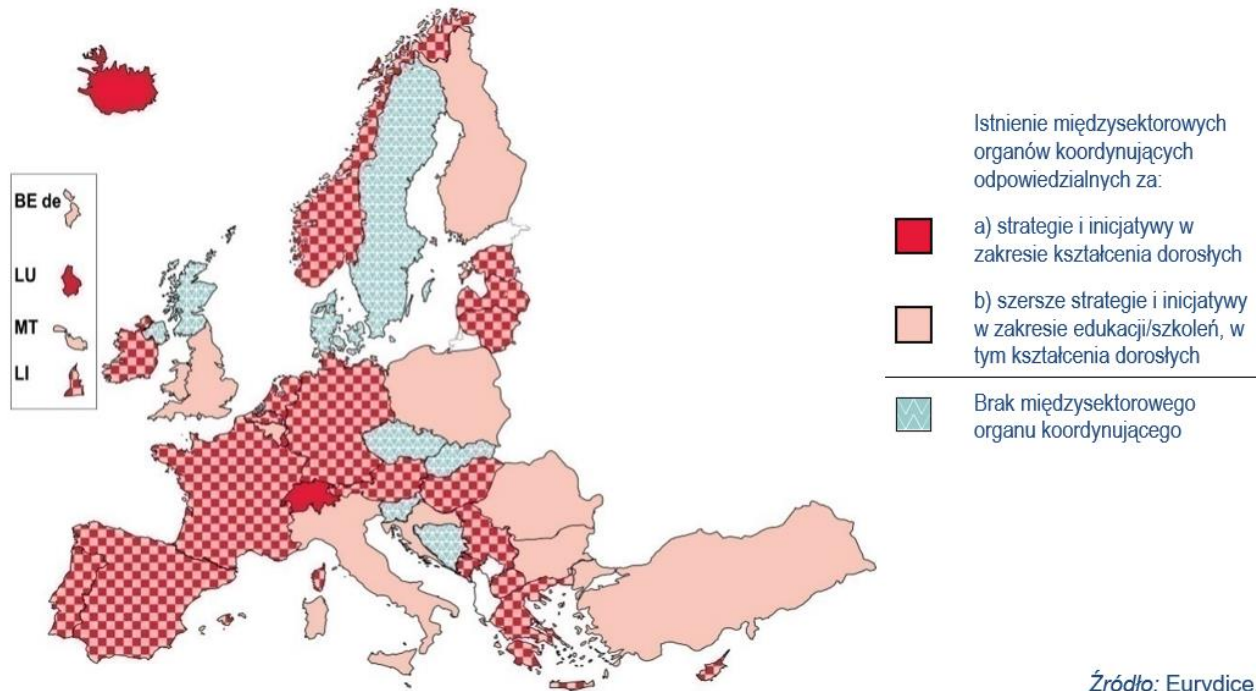 BE de
LU
MT
LI
Istnienie międzysektorowych
organów koordynujących
odpowiedzialnych za:
a) strategie i inicjatywy w
zakresie kształcenia dorosłych
b) szersze strategie i inicjatywy
w zakresie edukacji/szkoleń, w
tym kształcenia dorosłych
Brak międzysektorowego
organu koordynującego
Źródło: Eurydice